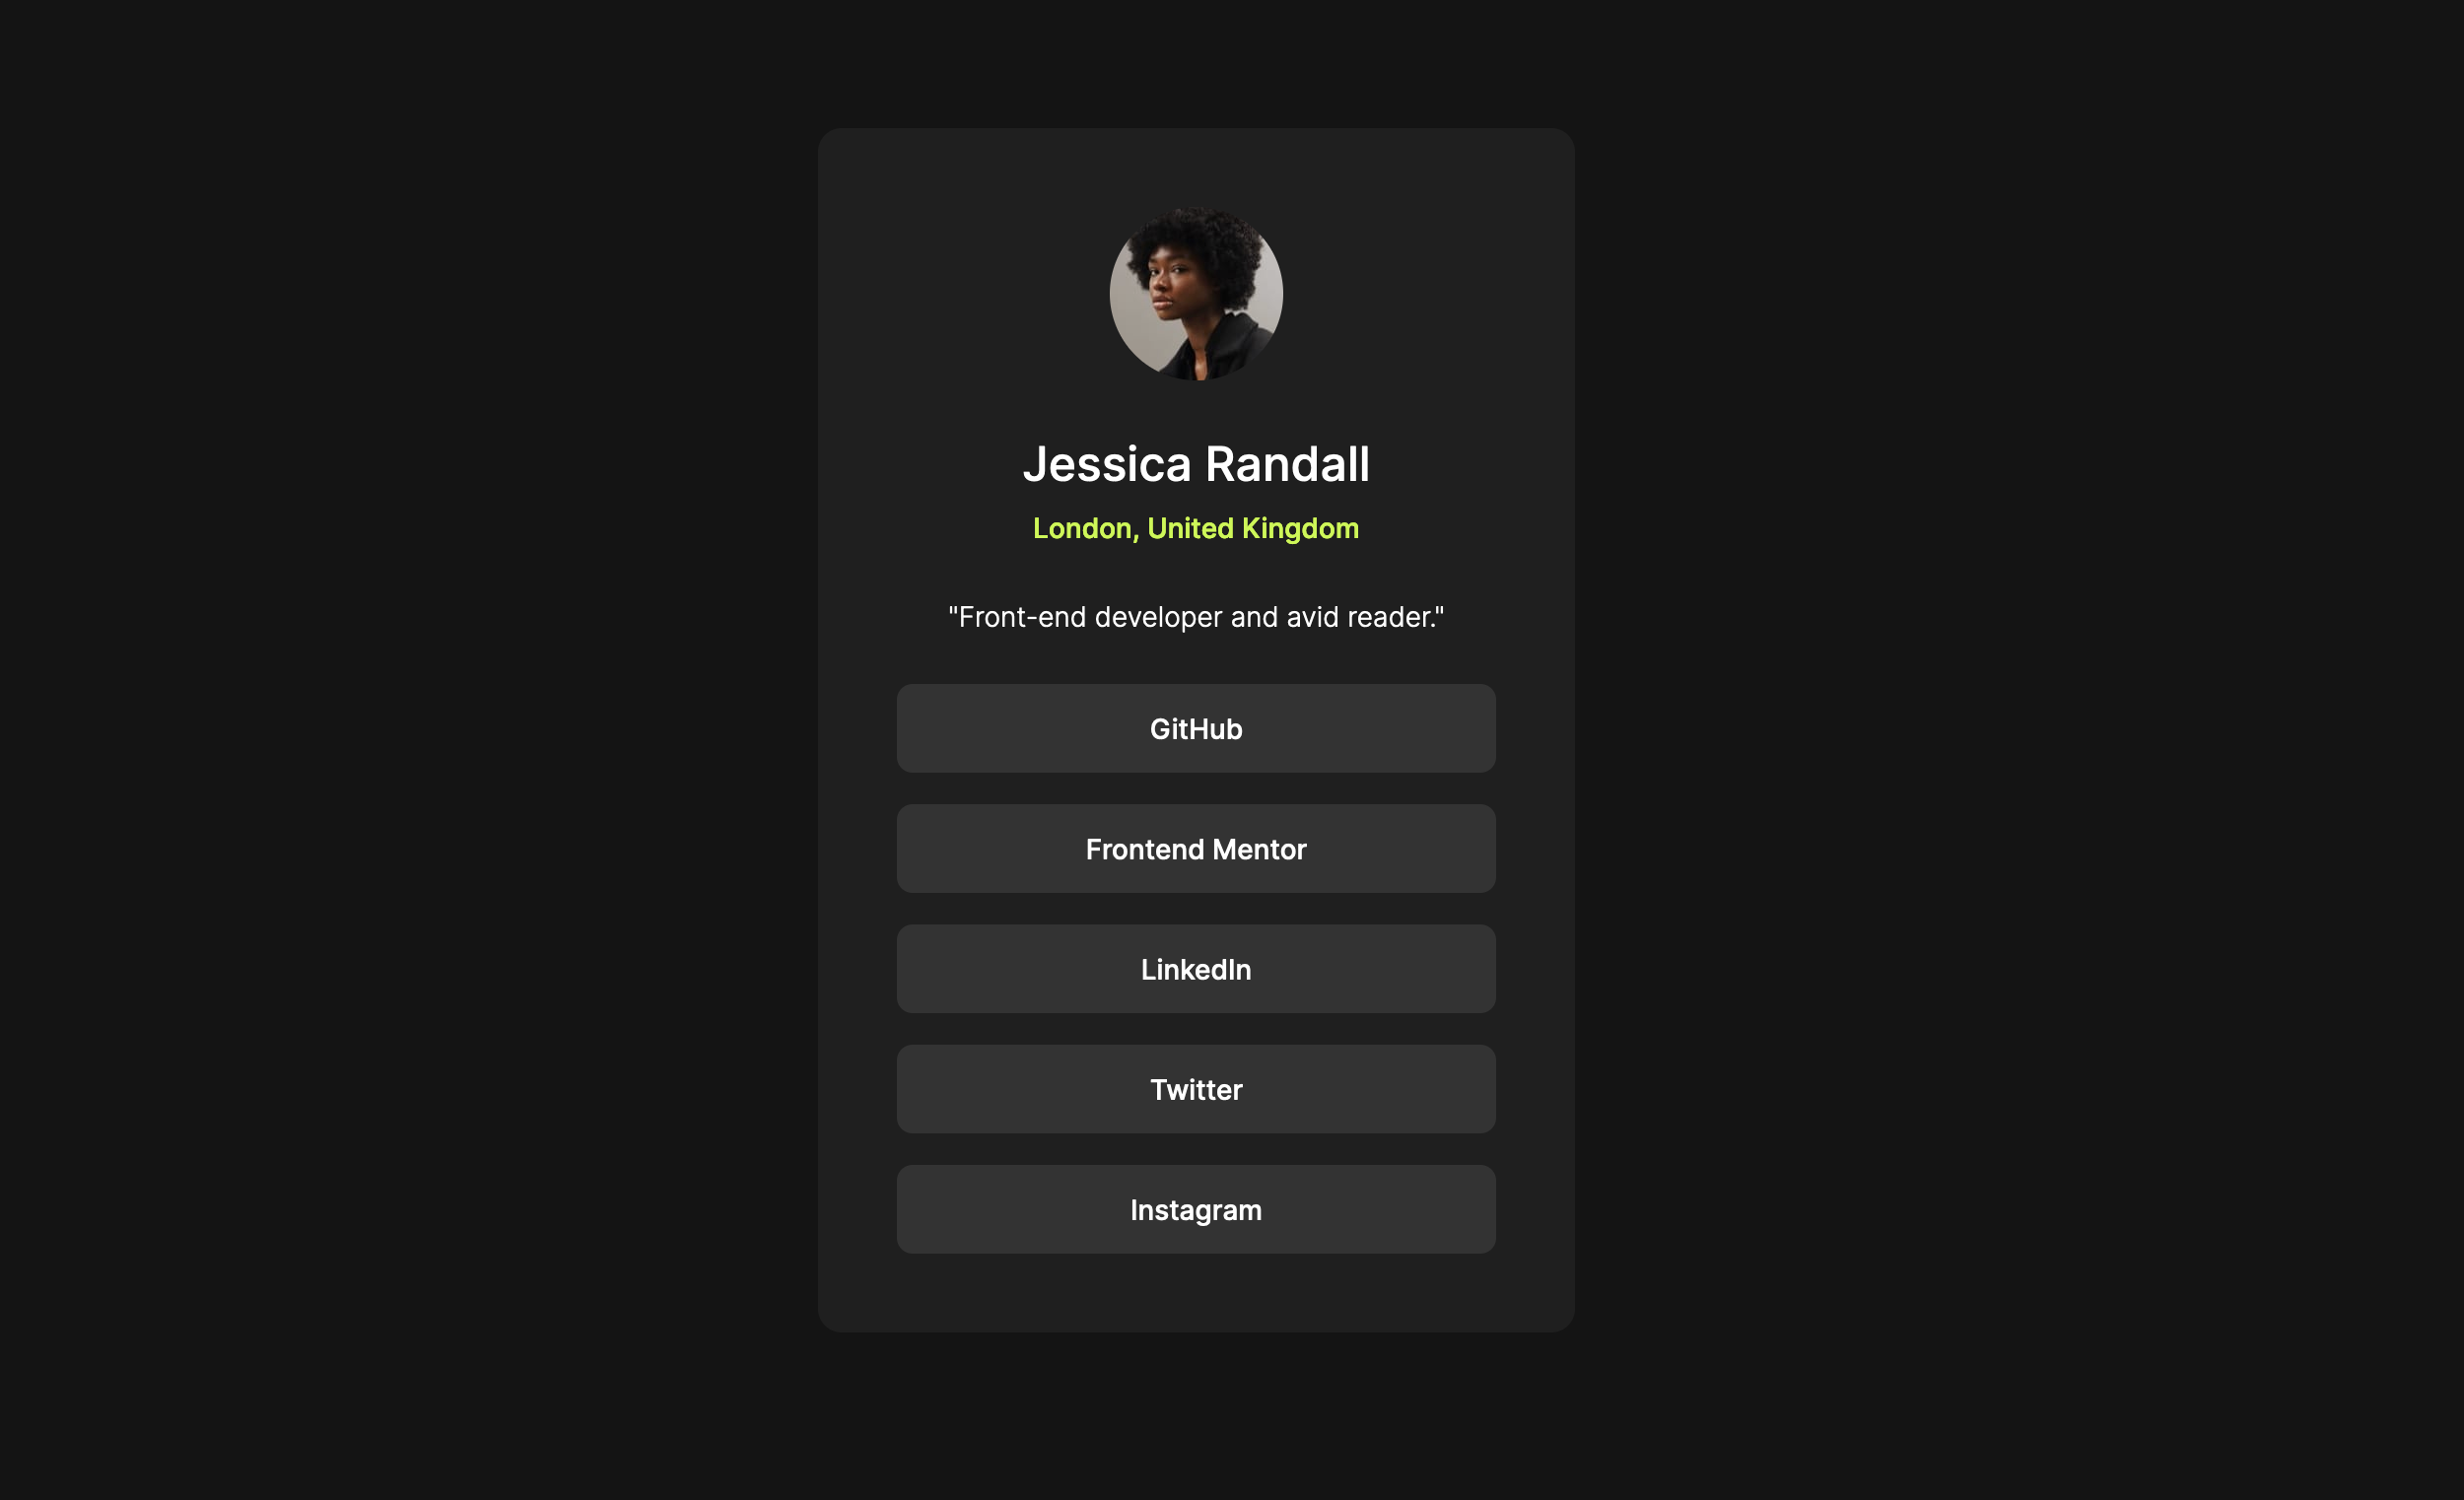 Jessica Randall
London, United Kingdom
"Front-end developer and avid reader."
GitHub
Frontend Mentor
LinkedIn
Twitter
Instagram